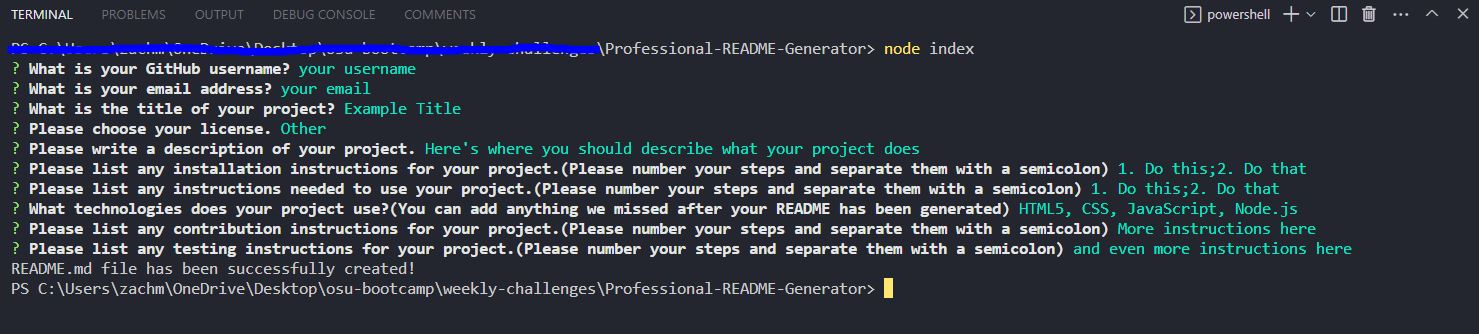 TERMINAL PROBLEMS OUTPUT DEBUG CONSOLE COMMENTS powershell
PS C:\Users\zachm\OneDrive\Desktop\osu-bootcamp\weekly-challenges\Professional-README-Generator> node index
? What is your GitHub username? your username
? What is your email address? your email
? What is the title of your project? Example Title
? Please choose your license. Other
? Please write a description of your project. Here's where you should describe what your project does
? Please list any installation instructions for your project.(Please number your steps and separate them with a semicolon) 1. Do this;2. Do that
? Please list any instructions needed to use your project.(Please number your steps and separate them with a semicolon) 1. Do this;2. Do that
? What technologies does your project use?(You can add anything we missed after your README has been generated) HTML5, CSS, JavaScript, Node.js
? Please list any contribution instructions for your project.(Please number your steps and separate them with a semicolon) More instructions here
? Please list any testing instructions for your project.(Please number your steps and separate them with a semicolon) and even more instructions here
README.md file has been successfully created!
PS C:\Users\zachm\OneDrive\Desktop\osu-bootcamp\weekly-challenges\Professional-README-Generator>